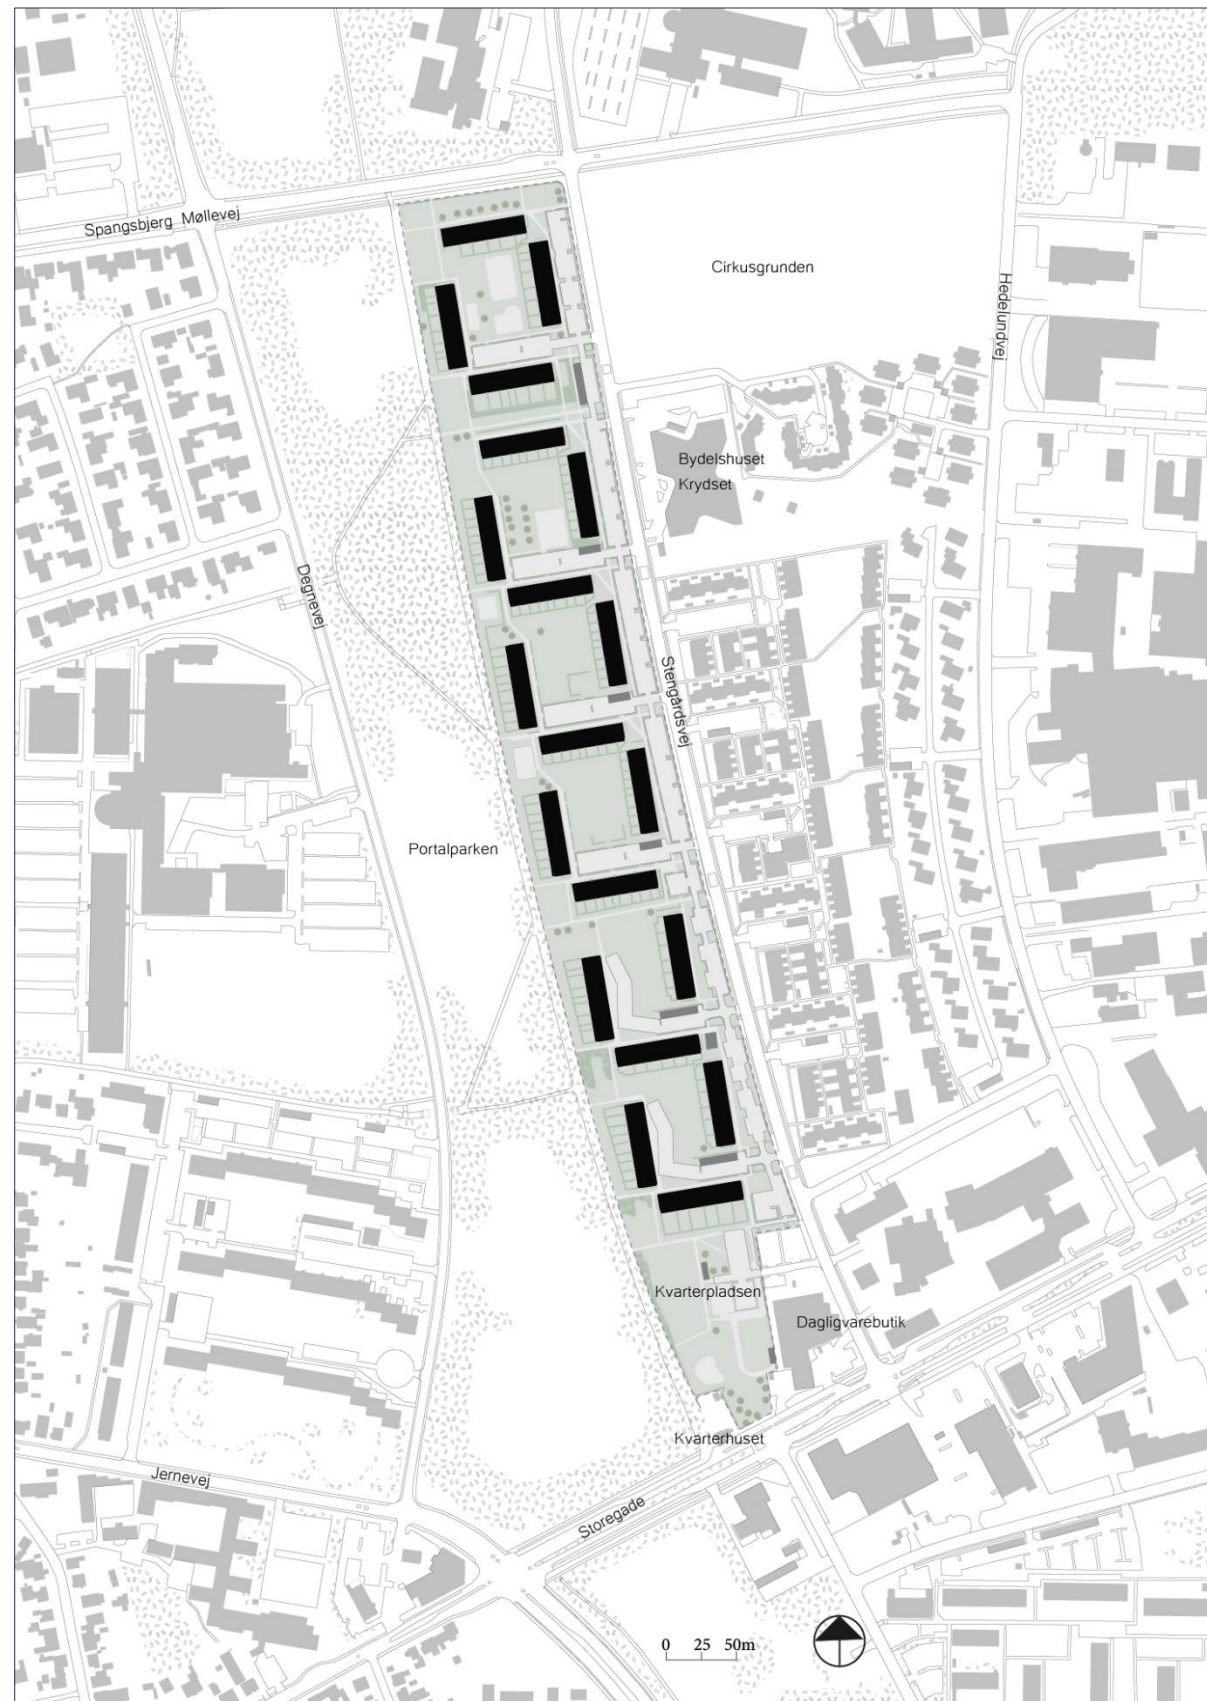 Spangsbjerg Møllevej
Cirkusgrunden
Hedelundvej
Bydelshuset
Krydset
Degnevej
Stengårdsvej
Portalparken
Kvarterpladsen
Dagligvarebutik
Kvarterhuset
Jernevej
Storegade
0 25 50m